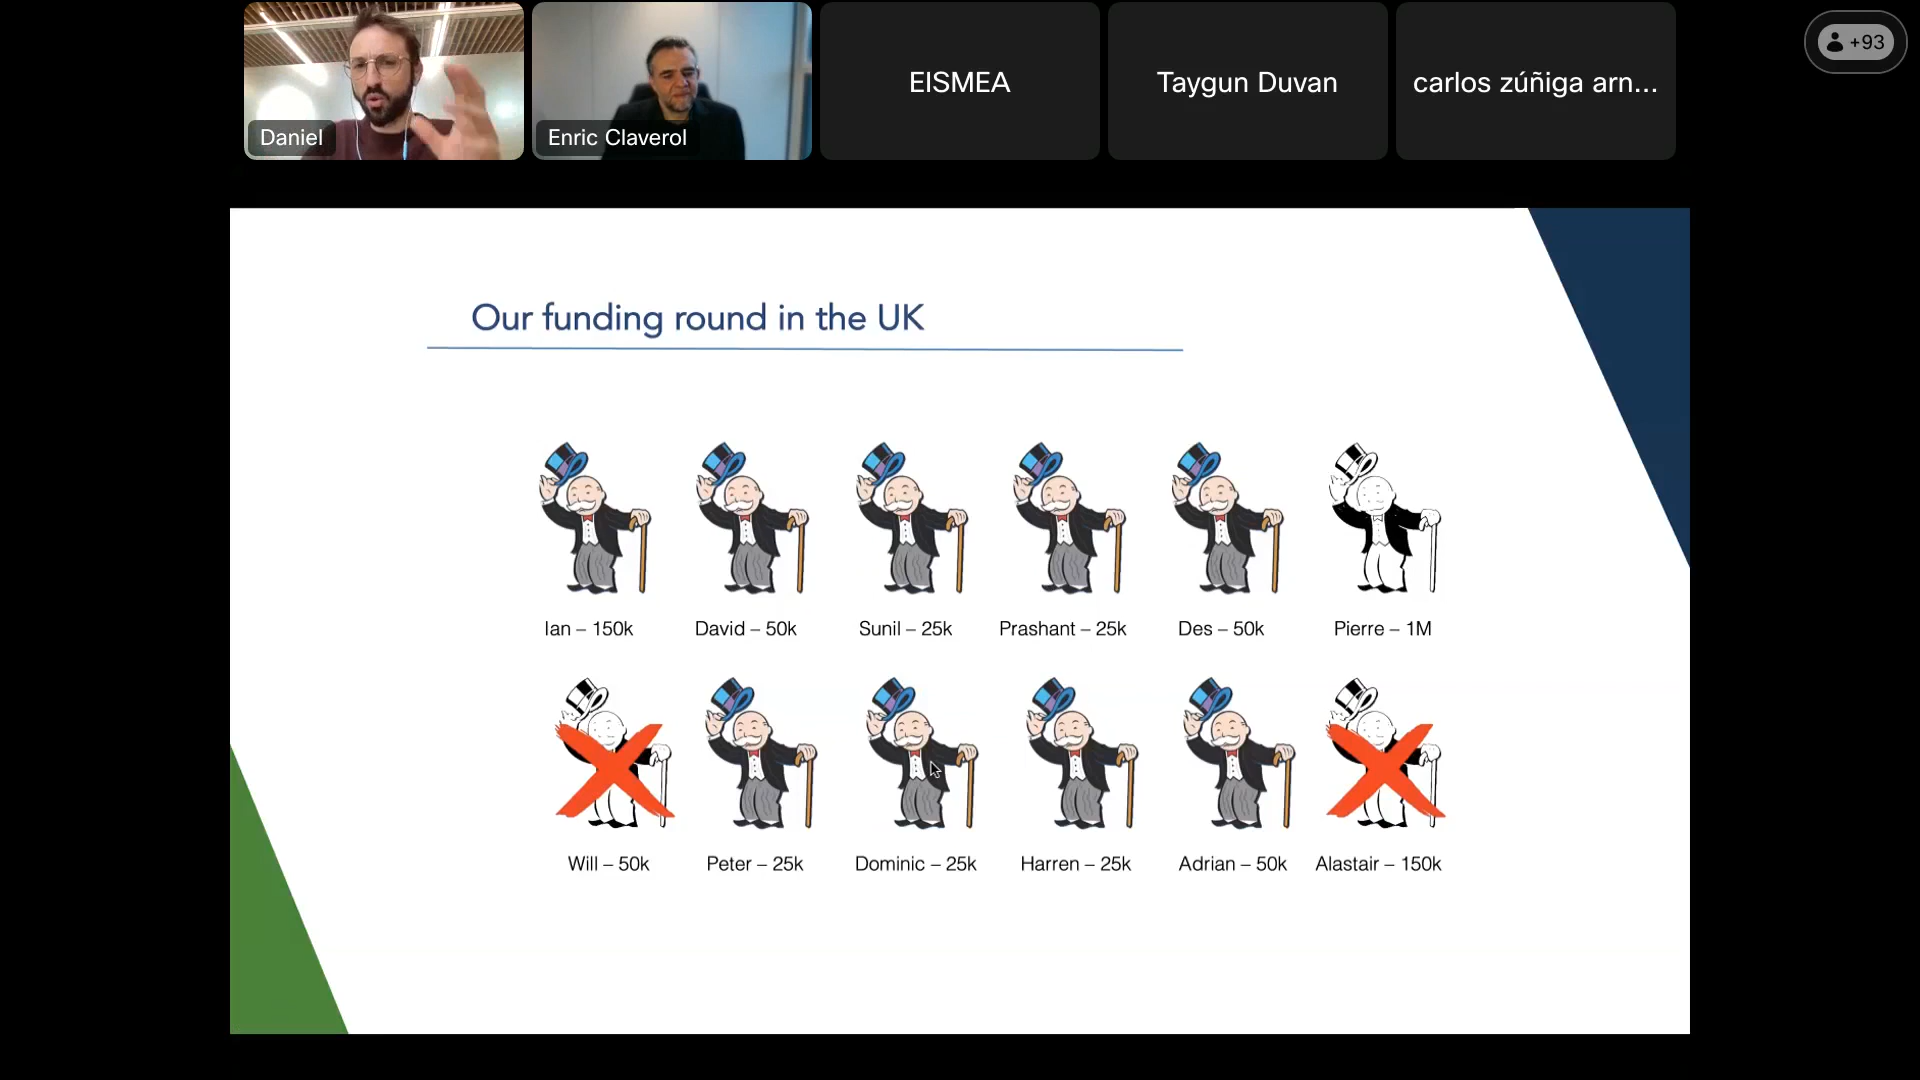 Daniel
Enric Claverol
EISMEA
Taygun Duvan
carlos zúñiga arn...
+93
Our funding round in the UK
Ian – 150k
David – 50k
Sunil – 25k
Prashant – 25k
Des – 50k
Pierre – 1M
Will – 50k
Peter – 25k
Dominic – 25k
Harren – 25k
Adrian – 50k
Alastair – 150k